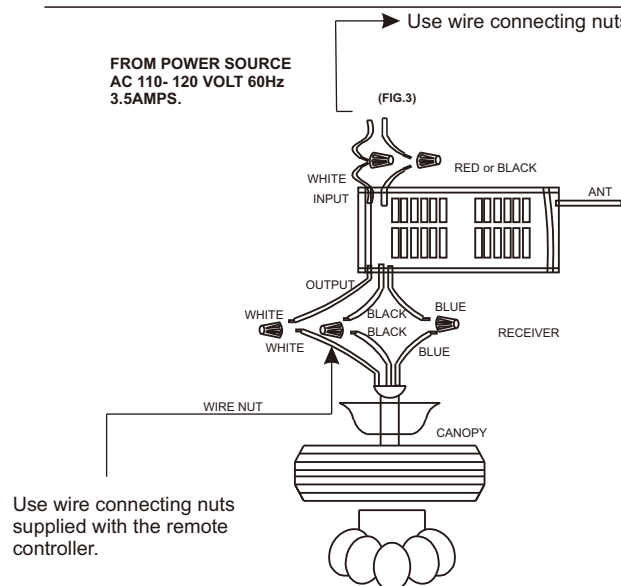 Use wire connecting nuts
FROM POWER SOURCE
AC 110- 120 VOLT 60Hz
3.5AMPS.
(FIG.3)
RED or BLACK
WHITE
INPUT
ANT
OUTPUT
WHITE
BLACK
BLUE
BLACK
RECEIVER
WHITE
BLUE
WIRE NUT
CANOPY
Use wire connecting nuts
supplied with the remote
controller.